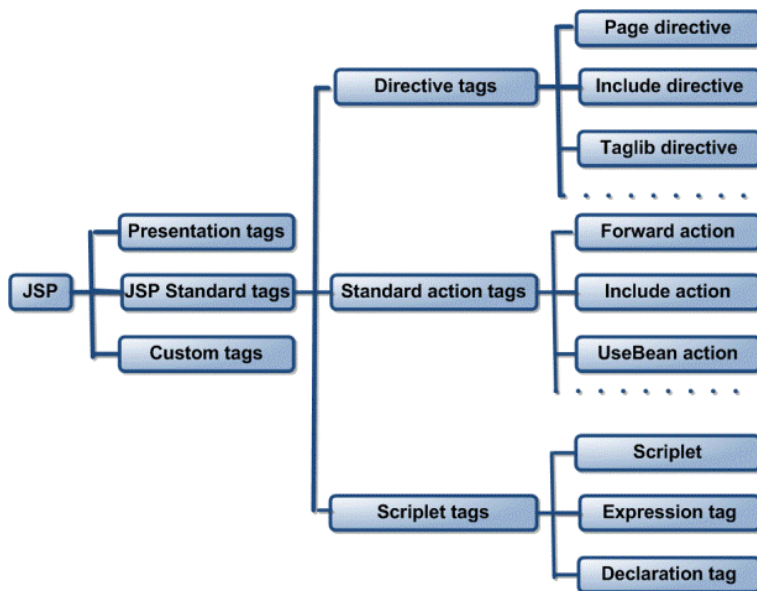 JSP
Presentation tags
JSP Standard tags
Custom tags
Directive tags
Page directive
Include directive
Taglib directive
Standard action tags
Forward action
Include action
UseBean action
Scriplet tags
Scriplet
Expression tag
Declaration tag